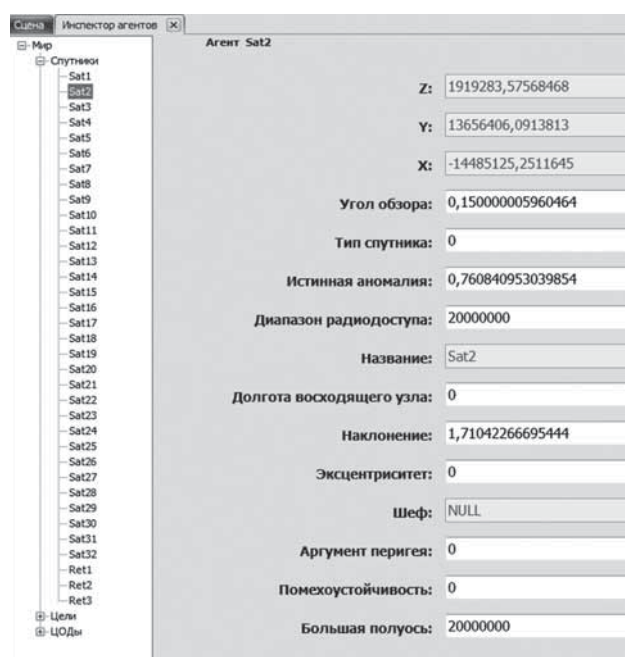 Сцена Инспектор агентов
Мир
Спутники
Sat1
Sat2
Sat3
Sat4
Sat5
Sat6
Sat7
Sat8
Sat9
Sat10
Sat11
Sat12
Sat13
Sat14
Sat15
Sat16
Sat17
Sat18
Sat19
Sat20
Sat21
Sat22
Sat23
Sat24
Sat25
Sat26
Sat27
Sat28
Sat29
Sat30
Sat31
Sat32
Ret1
Ret2
Ret3
Цели
ЦОДы
Агент Sat2
Z: 1919283,57568468
Y: 13656406,0913813
X: -14485125,2511645
Угол обзора: 0,150000005960464
Тип спутника: 0
Истинная аномалия: 0,760840953039854
Диапазон радиодоступа: 20000000
Название: Sat2
Долгота восходящего узла: 0
Наклонение: 1,71042266695444
Эксцентриситет: 0
Шеф: NULL
Аргумент перигея: 0
Помехоустойчивость: 0
Большая полуось: 20000000